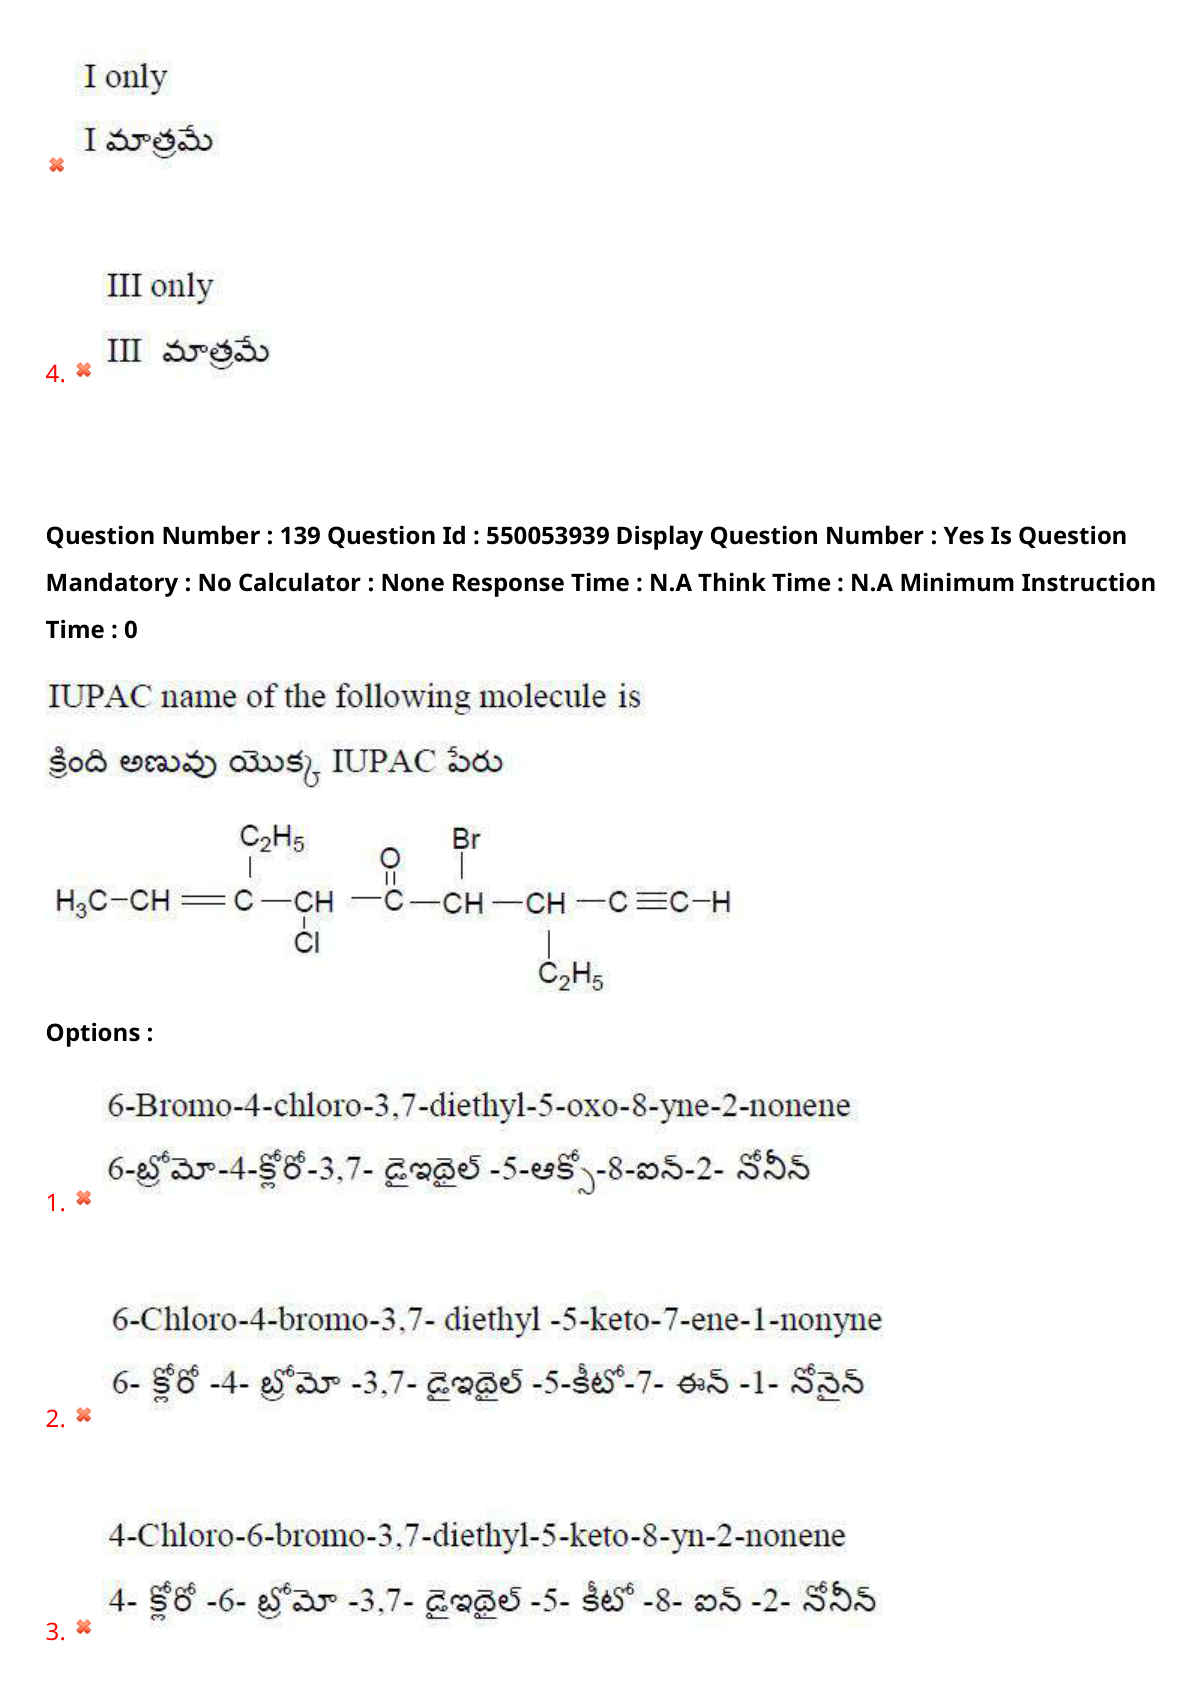 I only
I మాత్రమే
III only
III మాత్రమే
4.
Question Number : 139 Question Id : 550053939 Display Question Number : Yes Is Question
Mandatory : No Calculator : None Response Time : N.A Think Time : N.A Minimum Instruction
Time : 0
IUPAC name of the following molecule is
క్రింది అణువు యొక్క IUPAC పేరు
C2H5 Br
O
H3C-CH=C-CH-C-CH-CH-C≡C-H
Cl
C2H5
Options :
6-Bromo-4-chloro-3,7-diethyl-5-oxo-8-yne-2-nonene
6-బ్రోమో-4-క్లోరో-3,7- డైఇథైల్ -5-ఆక్సో-8-ఐన్-2- నోనీన్
1.
6-Chloro-4-bromo-3,7- diethyl -5-keto-7-ene-1-nonyne
6- క్లోరో -4- బ్రోమో -3,7- డైఇథైల్ -5-కీటో-7- ఈన్ -1- నోనైన్
2.
4-Chloro-6-bromo-3,7-diethyl-5-keto-8-yn-2-nonene
4- క్లోరో -6- బ్రోమో -3,7- డైఇథైల్ -5- కీటో -8- ఐన్ -2- నోనీన్
3.